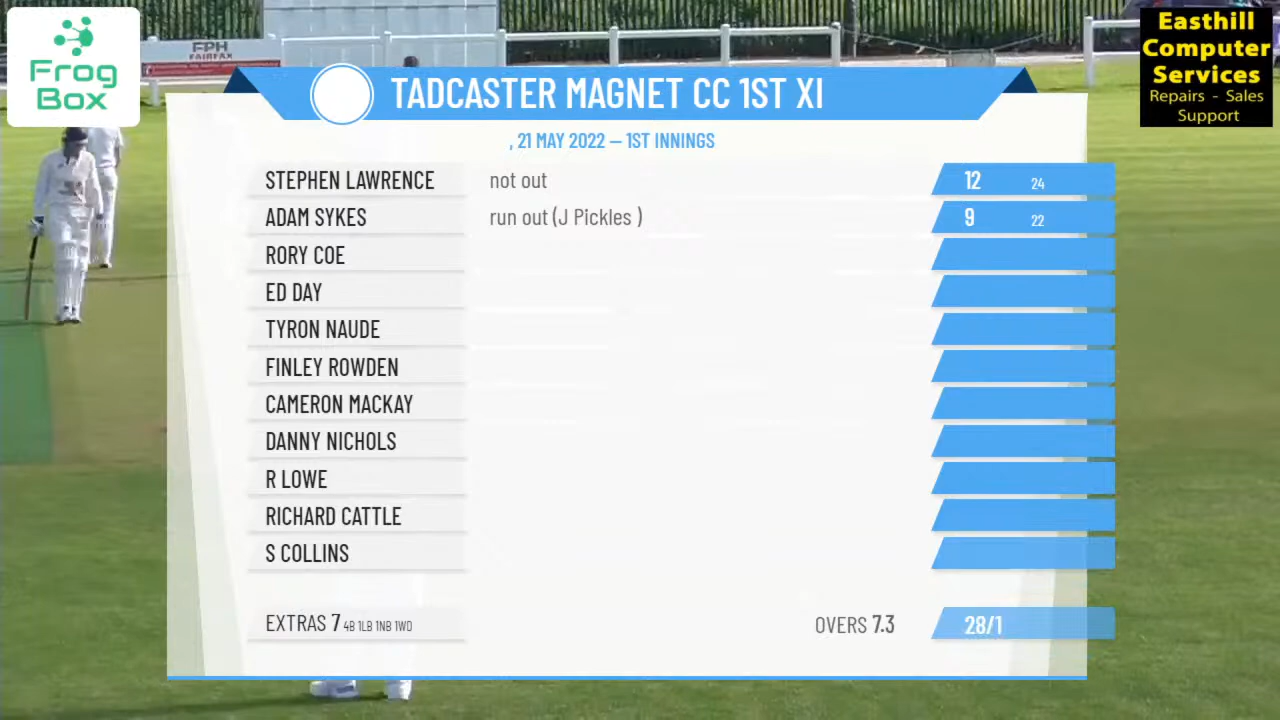 Frog
Box
FPH
FAIRFAX
Easthill
Computer
Services
Repairs - Sales
Support
TADCASTER MAGNET CC 1ST XI
, 21 MAY 2022 – 1ST INNINGS
STEPHEN LAWRENCE not out 12 24
ADAM SYKES run out (J Pickles ) 9 22
RORY COE
ED DAY
TYRON NAUDE
FINLEY ROWDEN
CAMERON MACKAY
DANNY NICHOLS
R LOWE
RICHARD CATTLE
S COLLINS
EXTRAS 7 4B 1LB 1NB 1WD OVERS 7.3 28/1